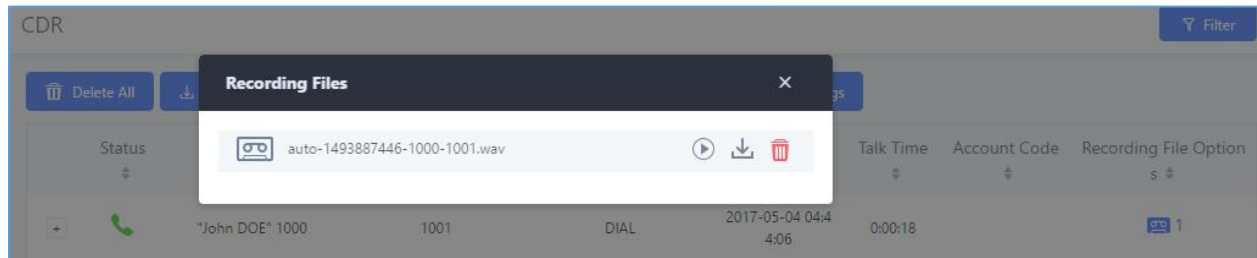 CDR
Filter
Delete All
Recording Files
gs
auto-1493887446-1000-1001.wav
Status
Talk Time
Account Code
Recording File Option
s
+
"John DOE" 1000
1001
DIAL
2017-05-04 04:4
4:06
0:00:18
1